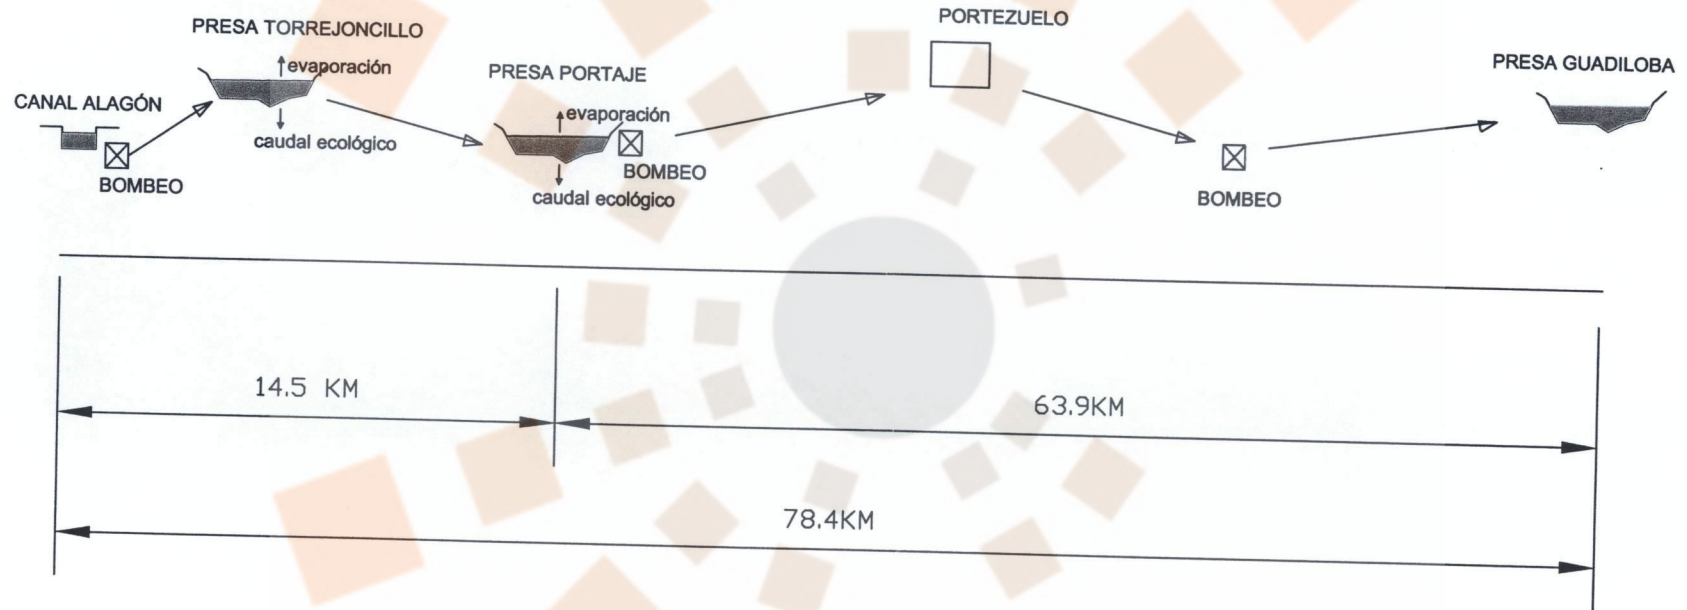 PORTEZUELO
PRESA TORREJONCILLO
evaporación
PRESA PORTAJE
PRESA GUADILOBA
CANAL ALAGÓN
evaporación
caudal ecológico
BOMBEO
BOMBEO
caudal ecológico
BOMBEO
14.5 KM
63.9KM
78.4KM